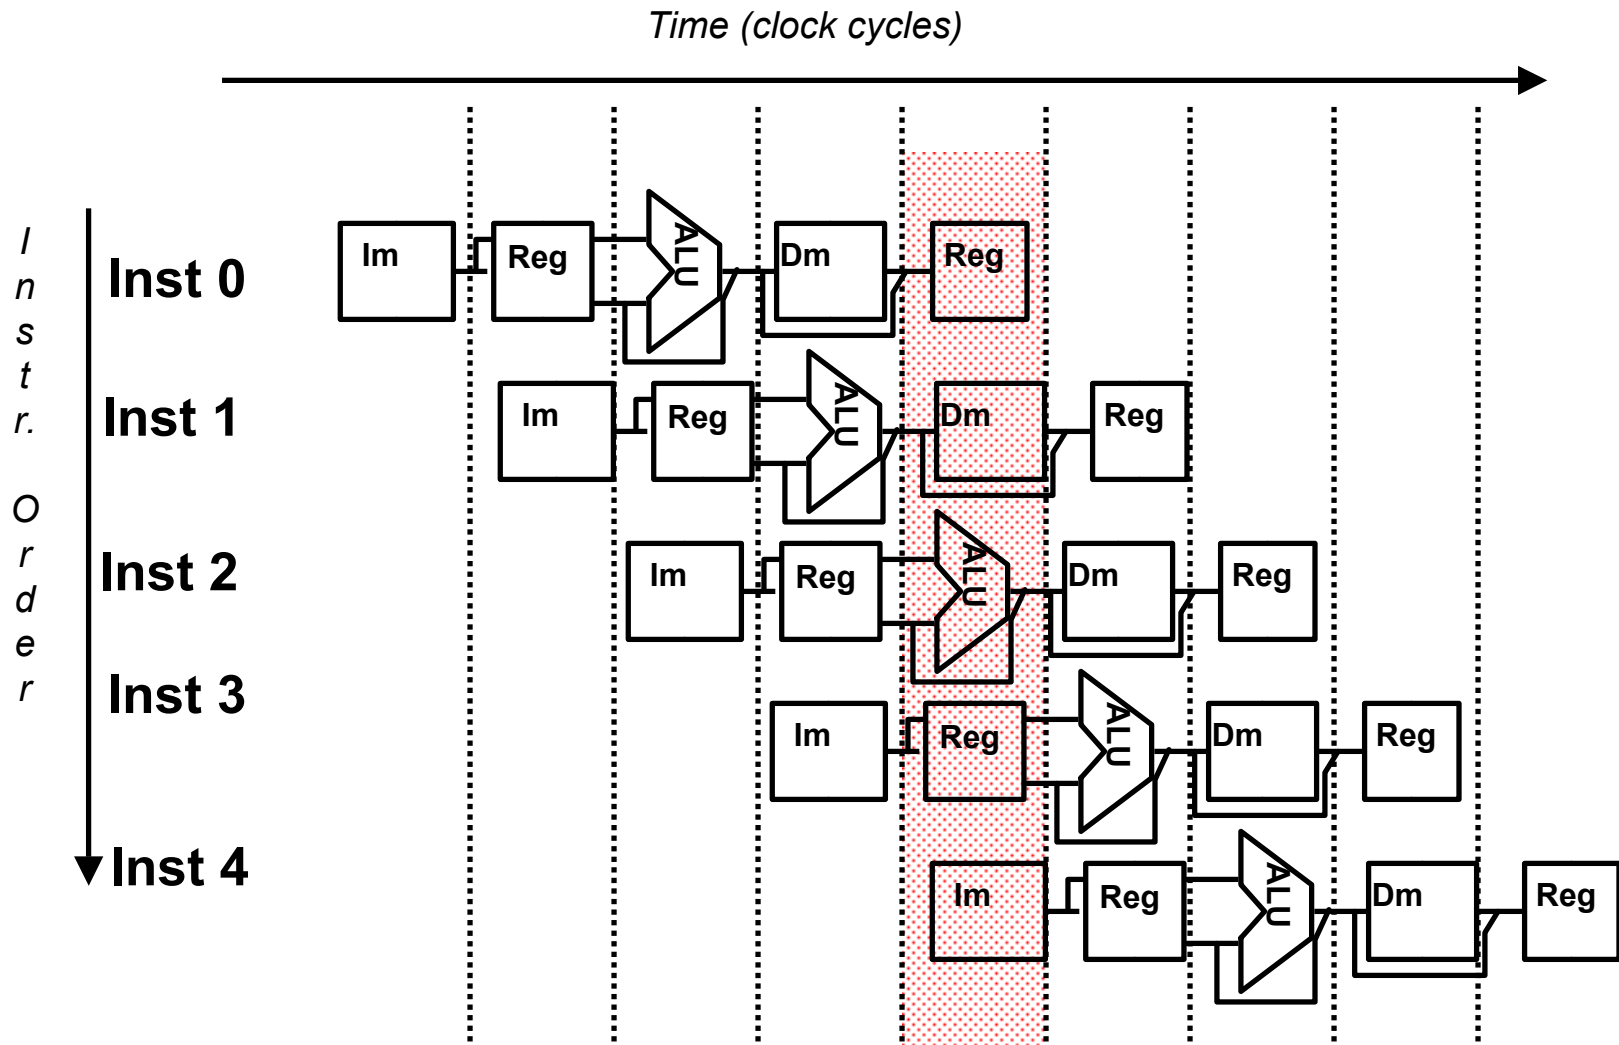 Time (clock cycles)
Instr. Order
Inst 0
Im
Reg
ALU
Dm
Reg
Inst 1
Im
Reg
ALU
Dm
Reg
Inst 2
Im
Reg
ALU
Dm
Reg
Inst 3
Im
Reg
ALU
Dm
Reg
Inst 4
Im
Reg
ALU
Dm
Reg